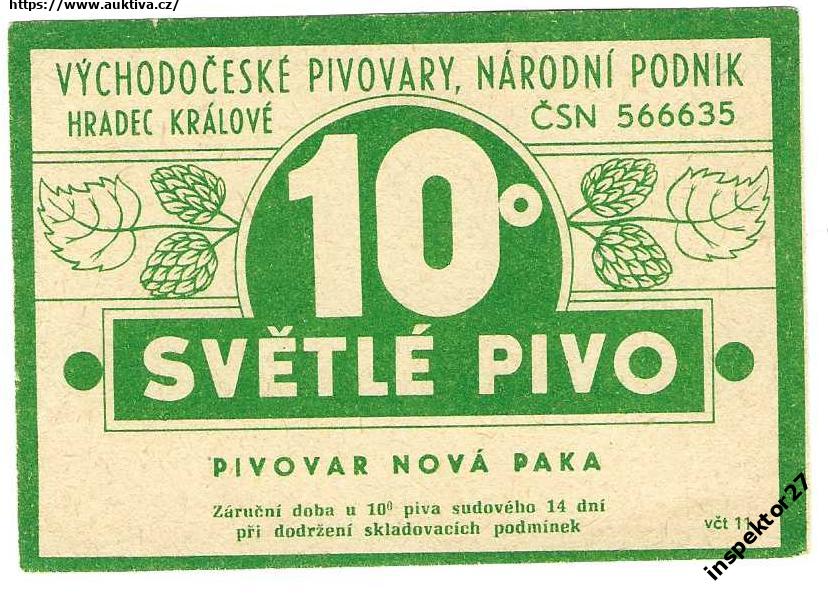 https://www.auktiva.cz/
VÝCHODOČESKÉ PIVOVARY, NÁRODNÍ PODNIK
HRADEC KRÁLOVÉ
ČSN 566635
10°
SVĚTLÉ PIVO
PIVOVAR NOVÁ PAKA
Záruční doba u 10⁰ piva sudového 14 dní
při dodržení skladovacích podmínek
včt 11
inspektor27